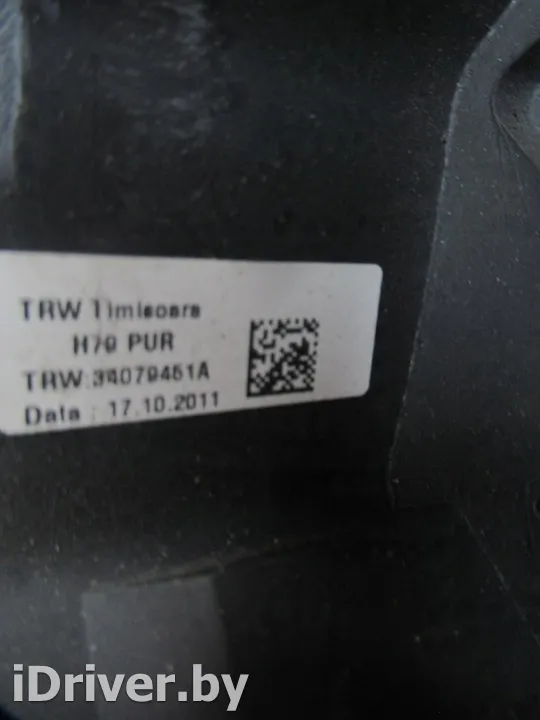 TRW Timisoara
H79 PUR
TRW:34079451A
Data : 17.10.2011
iDriver.by